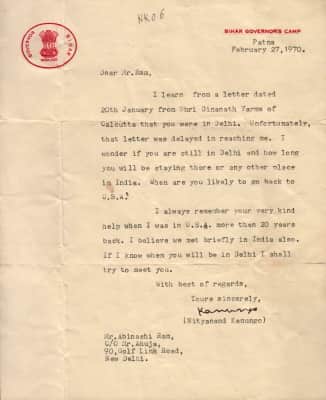 NRO 6
GOVERNOR BIHAR
BIHAR GOVERNOR'S CAMP
Patna
February 27, 1970.
Dear Mr. Ram,
I learn from a letter dated
20th January from Shri Dinanath Varma of
Calcutta that you were in Delhi. Unfortunately,
that letter was delayed in reaching me. I
wonder if you are still in Delhi and how long
you will be staying there or any other place
in India. When are you likely to go back to
U.S.A?
I always remember your very kind
help when I was in U.S.A. more than 20 years
back. I believe we met briefly in India also.
If I know when you will be in Delhi I shall
try to meet you.
With best of regards,
Yours sincerely,
Kanungo
(Nityanand Kanungo)
Mr. Abinashi Ram,
C/O Mr. Ahuja,
90, Golf Link Road,
New Delhi.